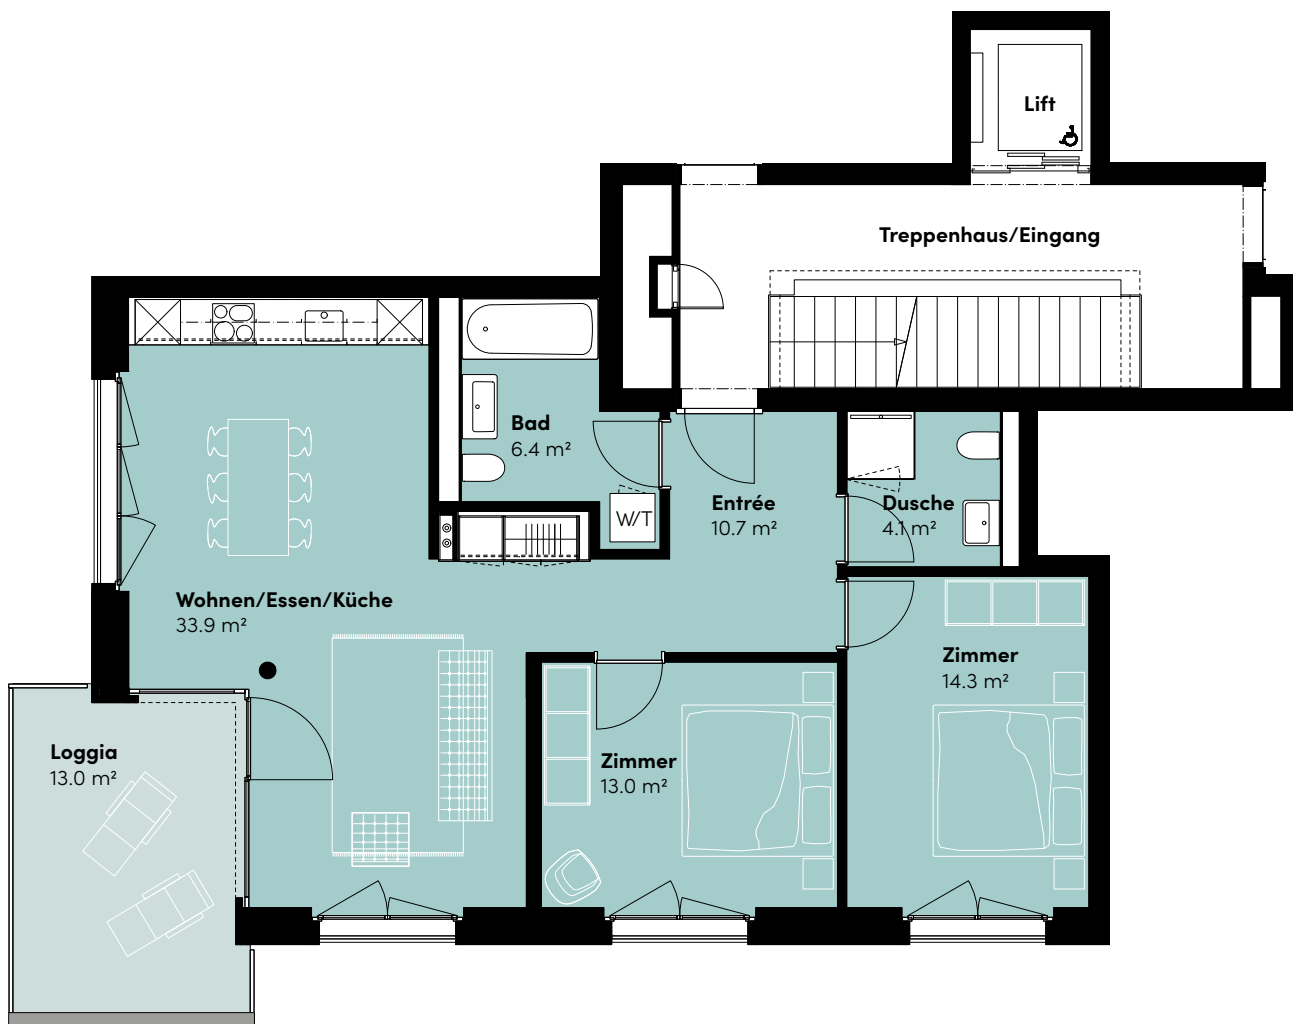 Lift
Treppenhaus/Eingang
Bad
6.4 m²
W/T
Entrée
10.7 m²
Dusche
4.1 m²
Wohnen/Essen/Küche
33.9 m²
Zimmer
14.3 m²
Loggia
13.0 m²
Zimmer
13.0 m²